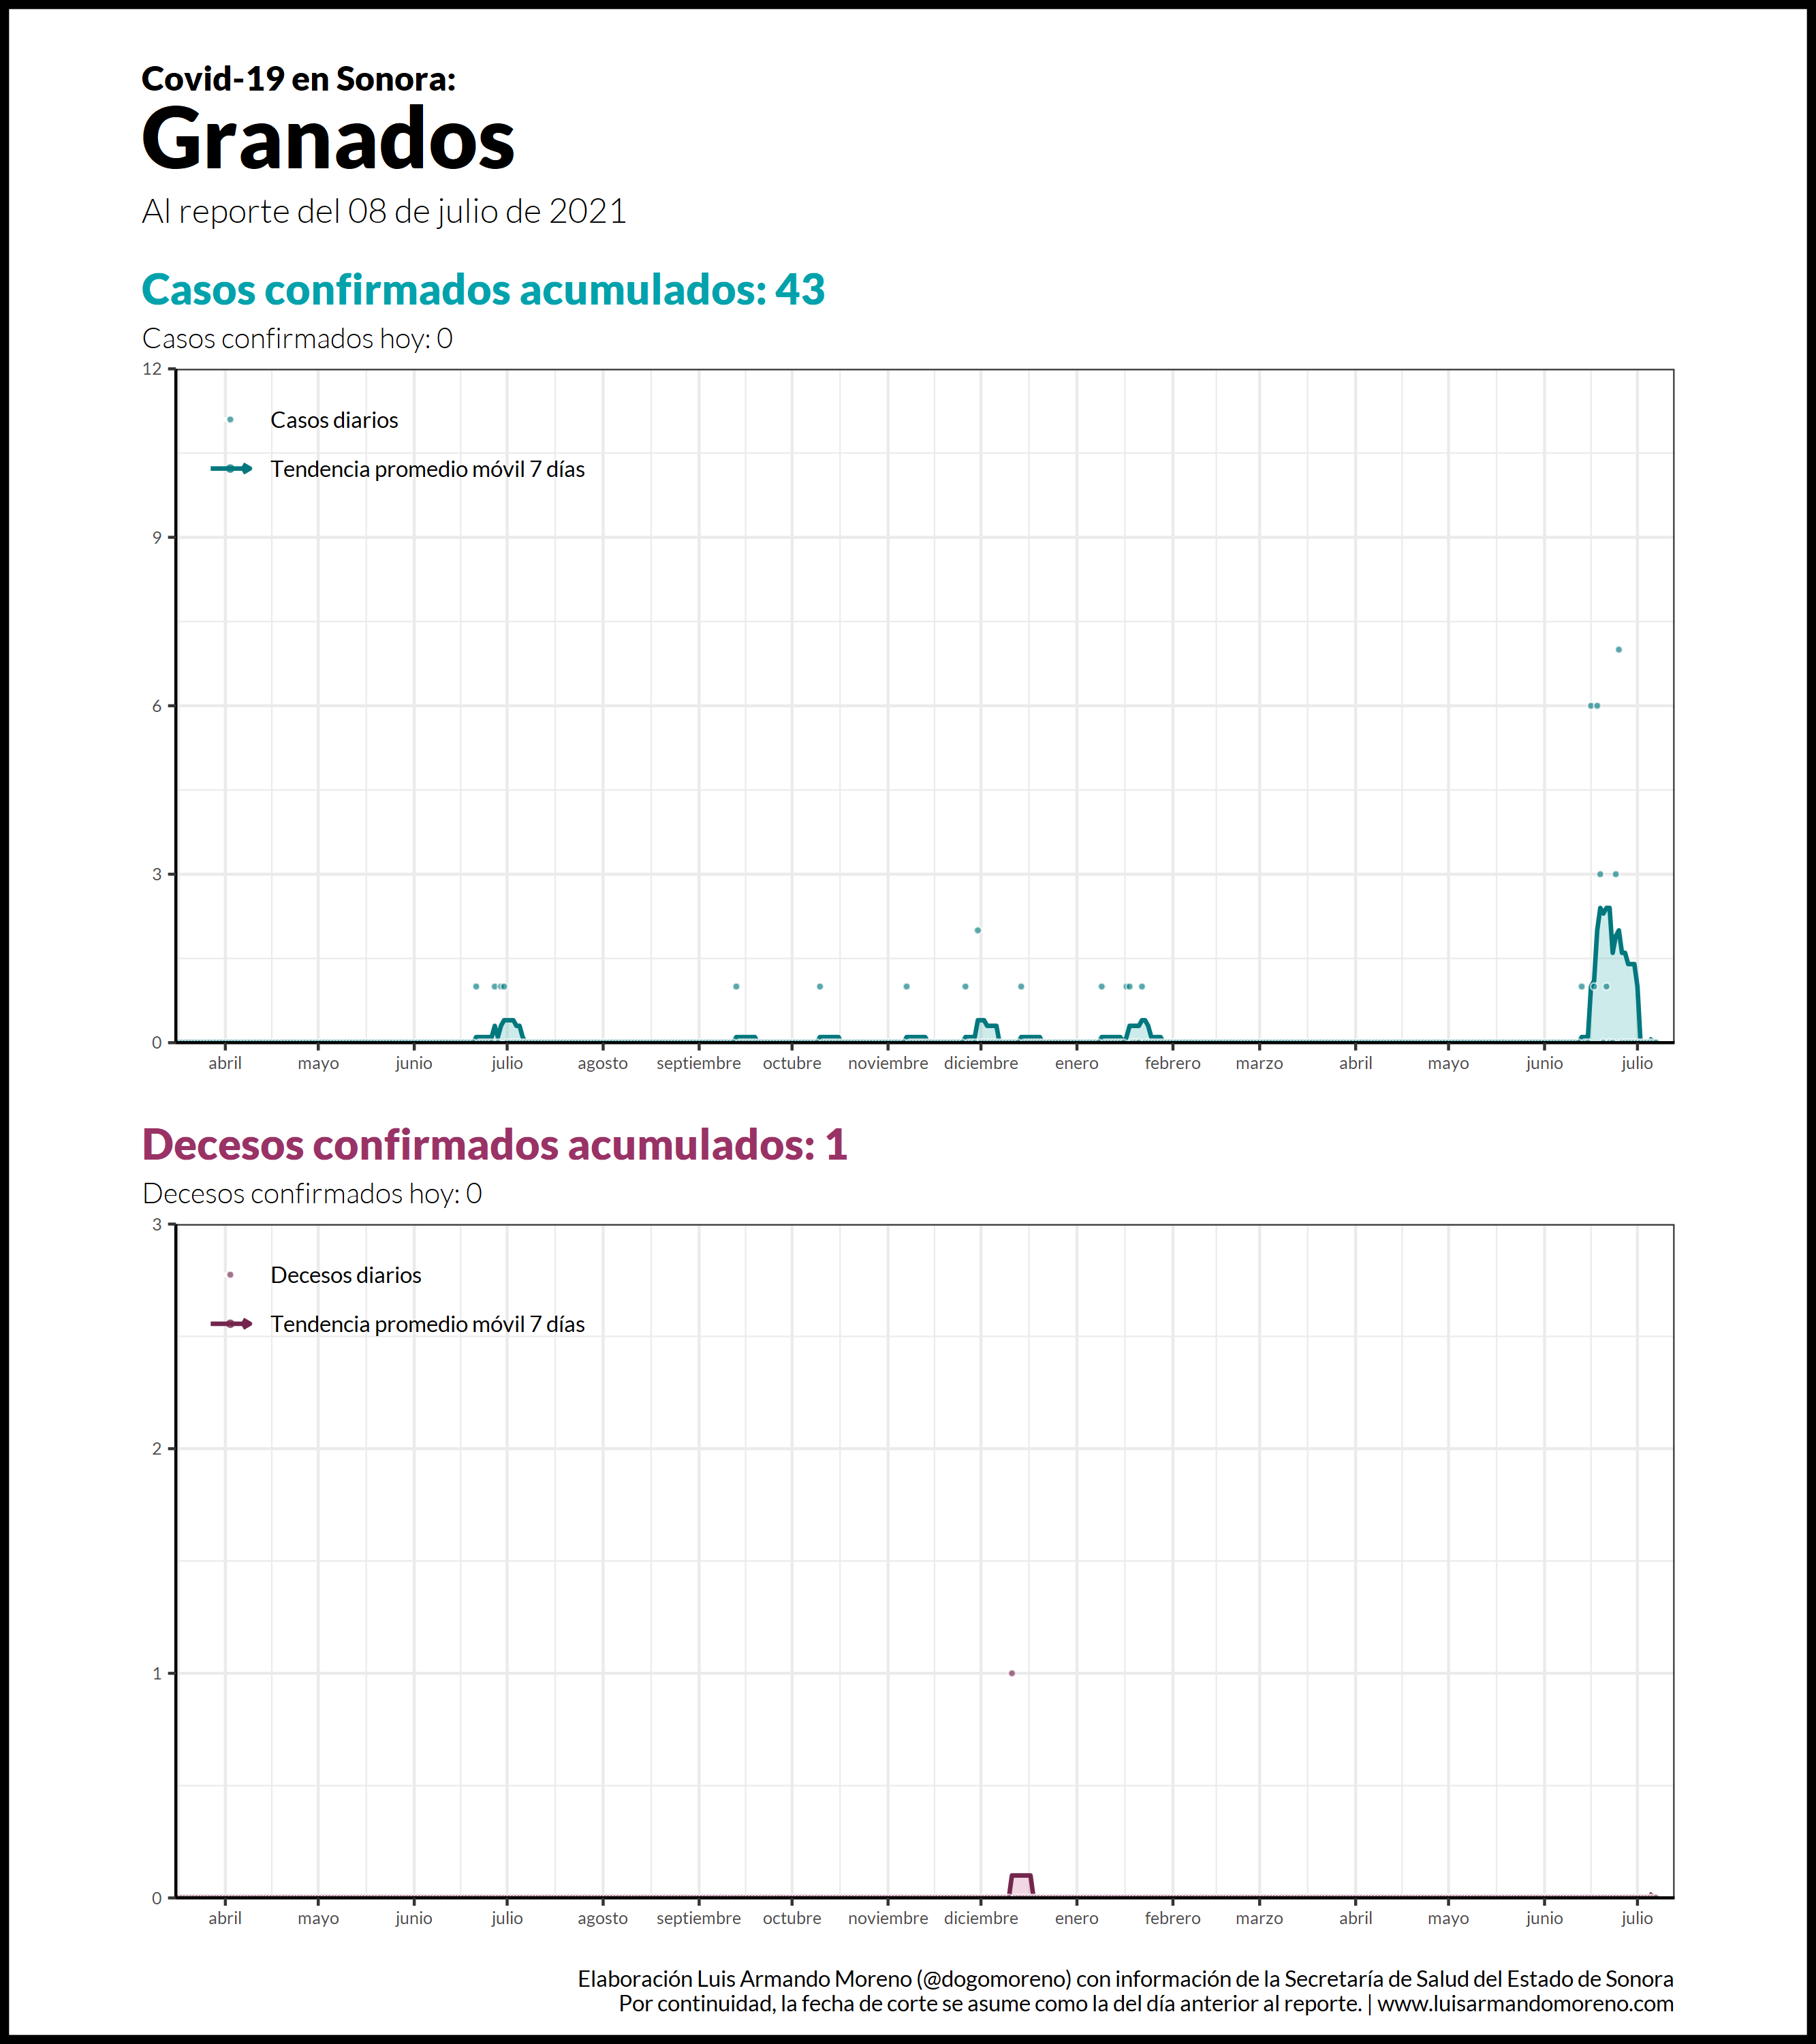 Covid-19 en Sonora:
Granados
Al reporte del 08 de julio de 2021
Casos confirmados acumulados: 43
Casos confirmados hoy: 0
12
Casos diarios
Tendencia promedio móvil 7 días
9
6
3
0
abril mayo junio julio agosto septiembre octubre noviembre diciembre enero febrero marzo abril mayo junio julio
Decesos confirmados acumulados: 1
Decesos confirmados hoy: 0
3
Decesos diarios
Tendencia promedio móvil 7 días
2
1
0
abril mayo junio julio agosto septiembre octubre noviembre diciembre enero febrero marzo abril mayo junio julio
Elaboración Luis Armando Moreno (@dogomoreno) con información de la Secretaría de Salud del Estado de Sonora
Por continuidad, la fecha de corte se asume como la del día anterior al reporte. | www.luisarmandomoreno.com